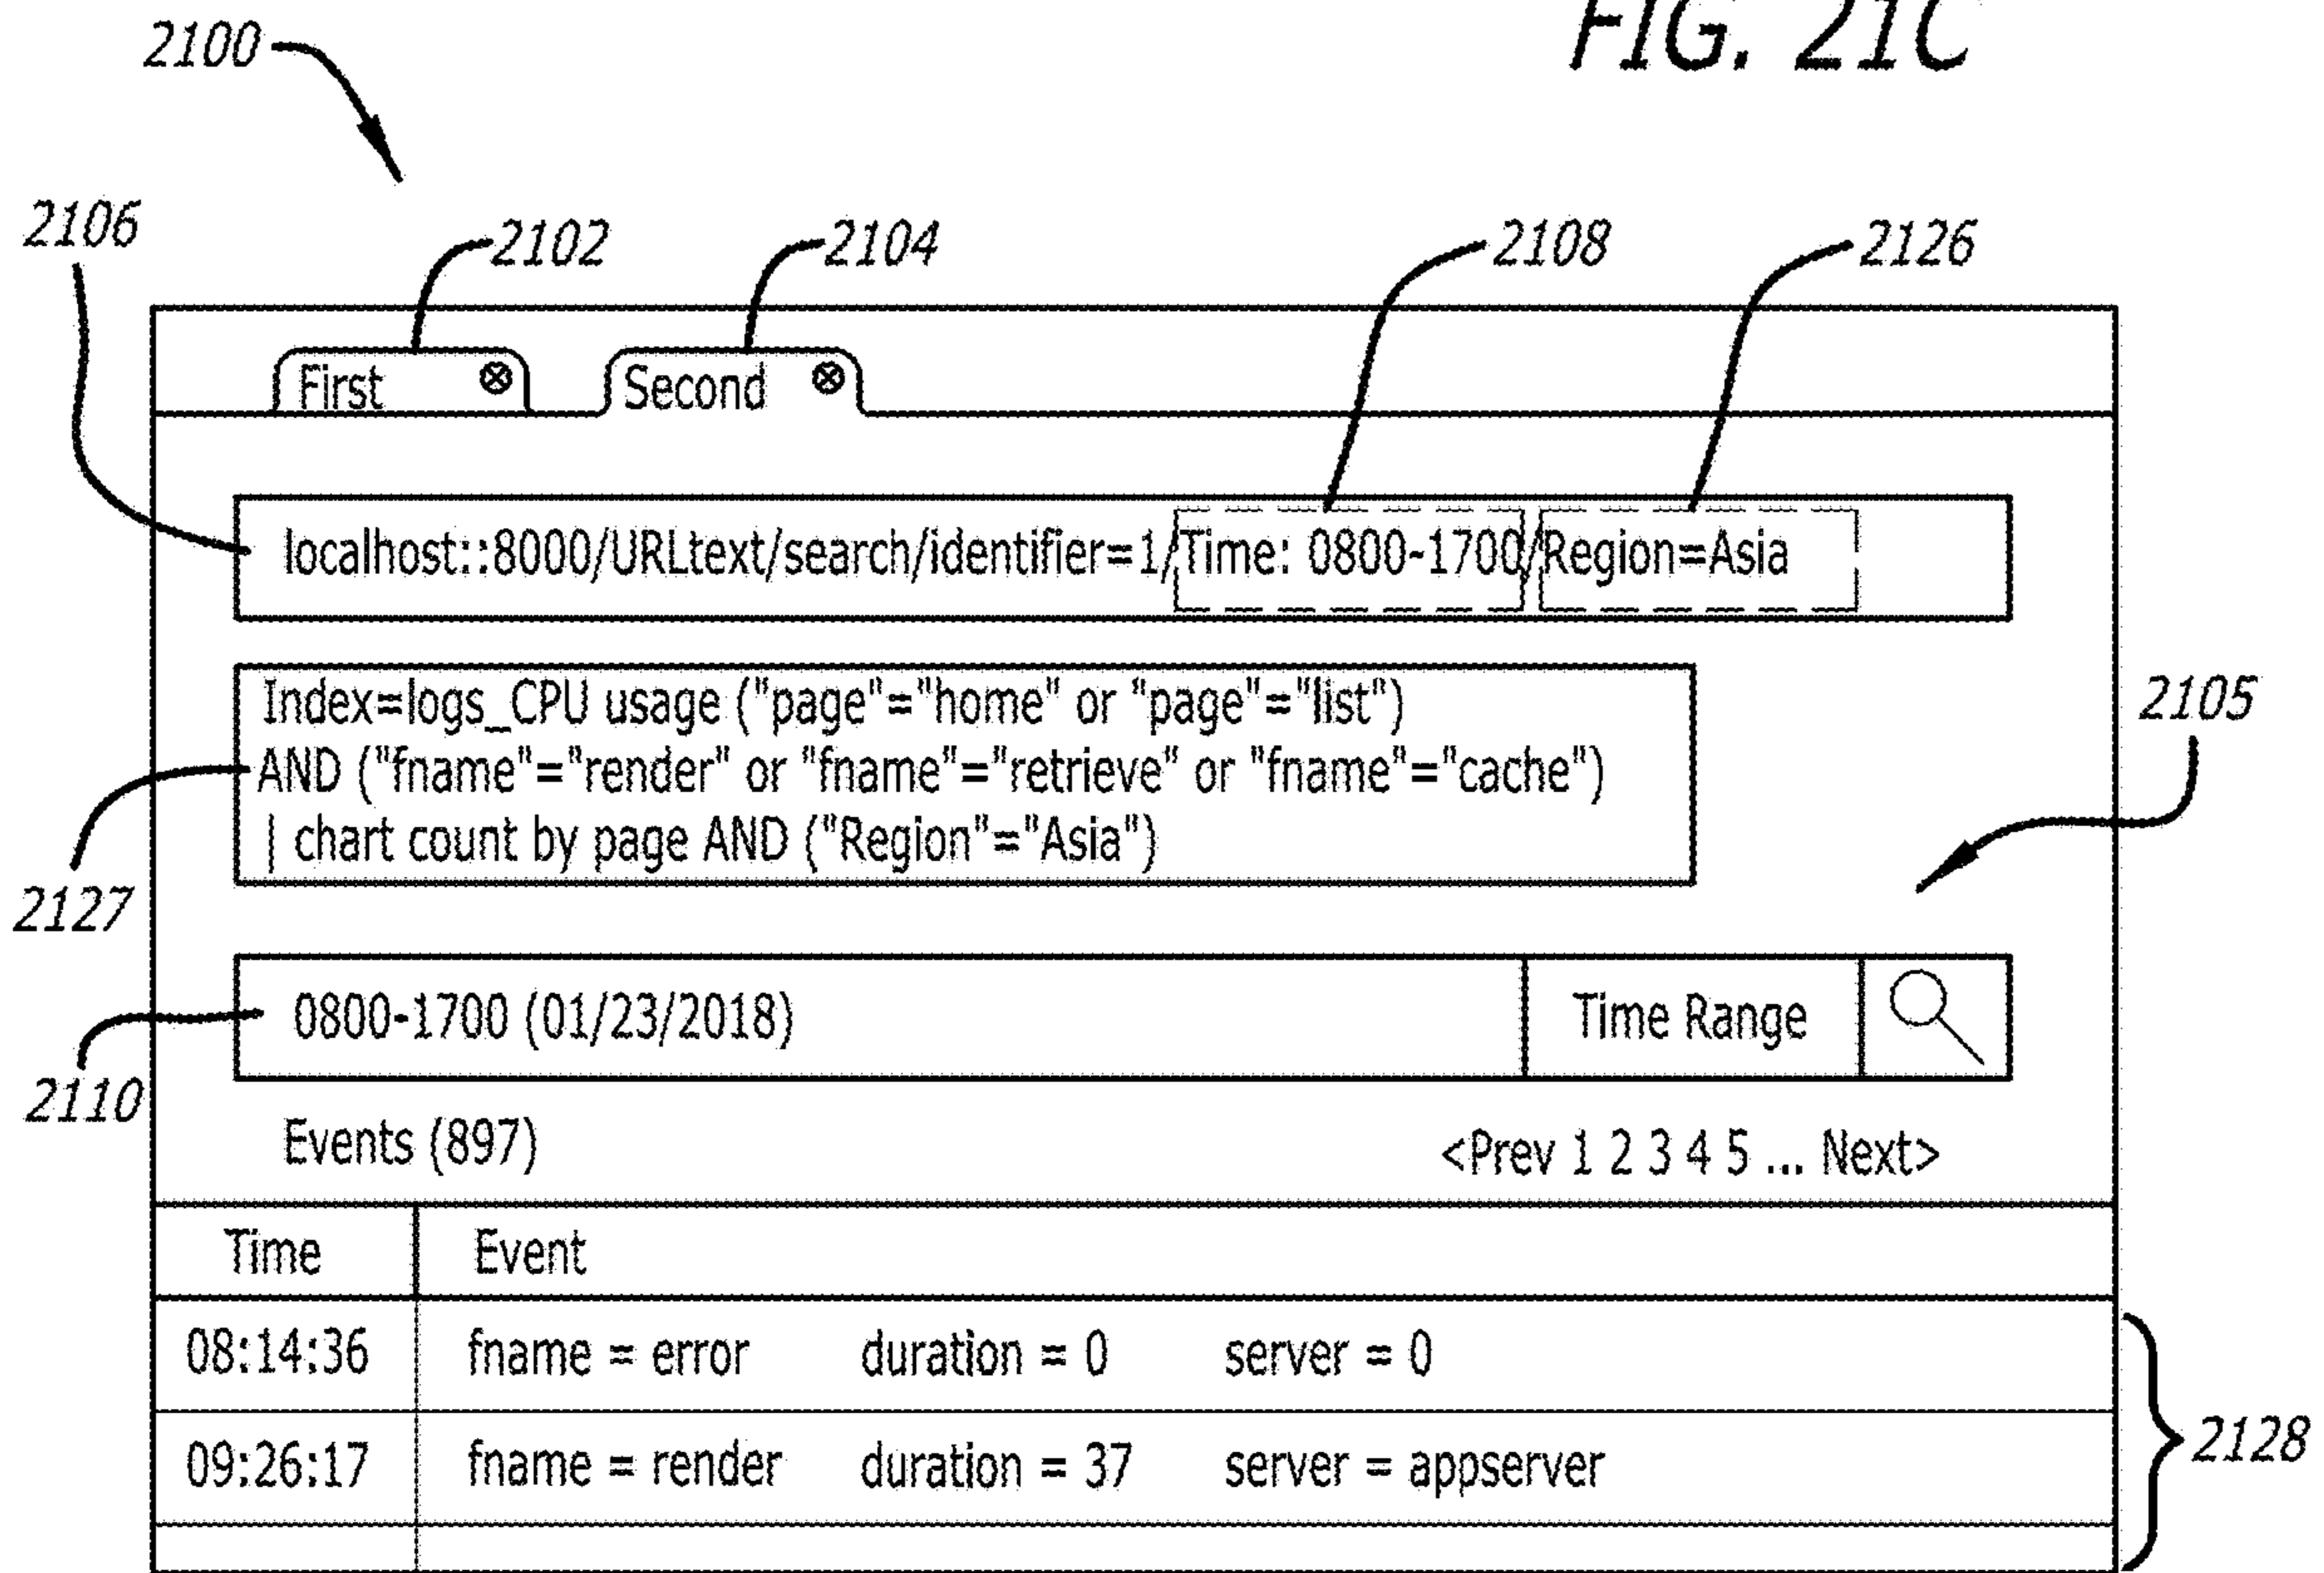 FIG. 21C
2100
2106
2102
2104
2108
2126
First
Second
localhost::8000/URLtext/search/identifier=1/Time: 0800-1700/Region=Asia
Index=logs_CPU usage ("page"="home" or "page"="list")
AND ("fname"="render" or "fname"="retrieve" or "fname"="cache")
| chart count by page AND ("Region"="Asia")
2105
2127
0800-1700 (01/23/2018)
Time Range
2110
Events (897)
<Prev 1 2 3 4 5 ... Next>
Time Event
08:14:36 fname = error duration = 0 server = 0
09:26:17 fname = render duration = 37 server = appserver
2128